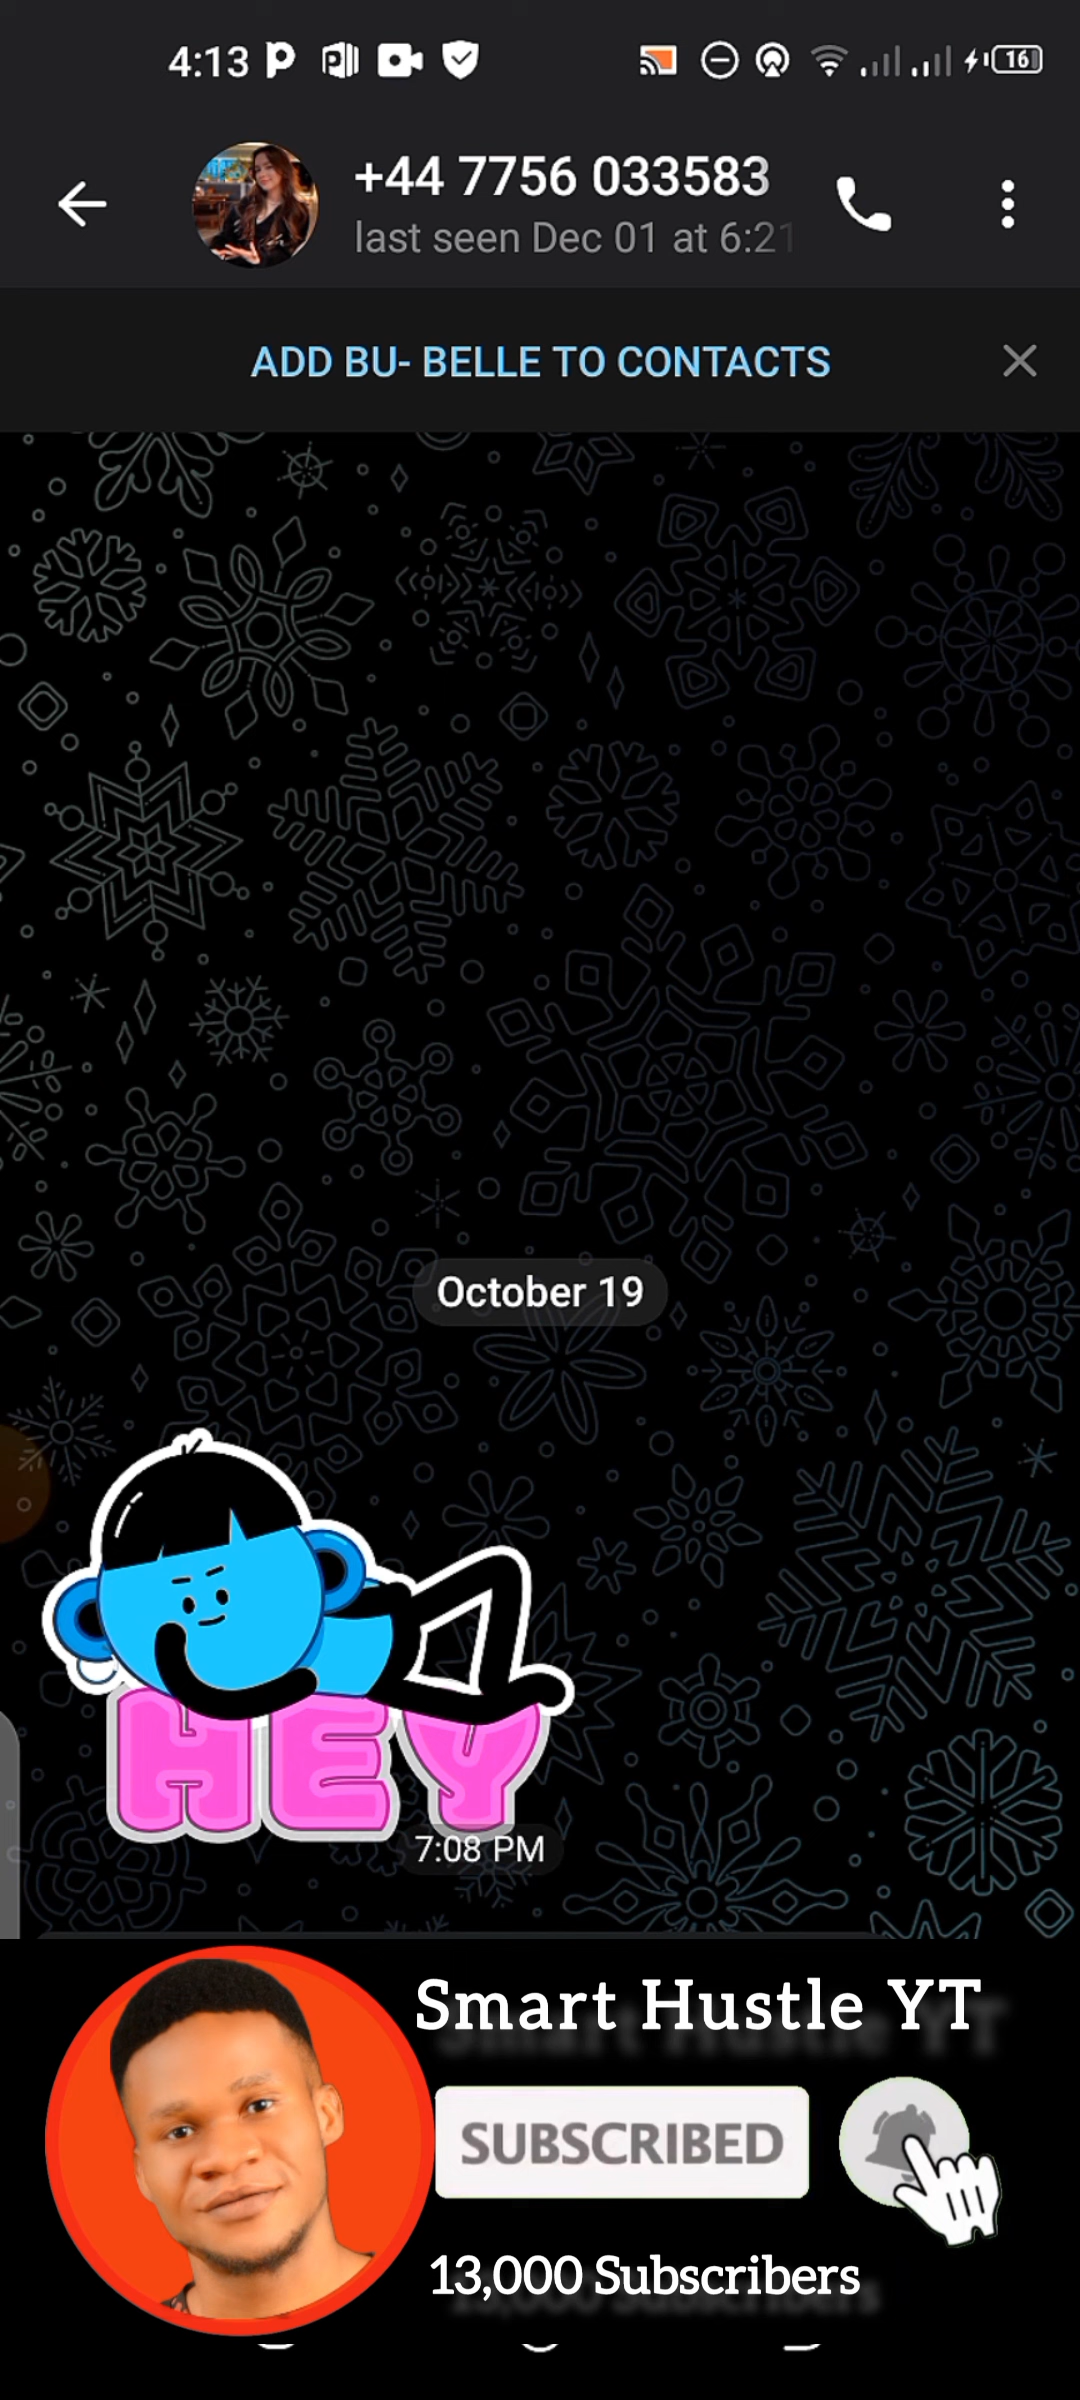 4:13
16
+44 7756 033583
last seen Dec 01 at 6:21
ADD BU- BELLE TO CONTACTS
October 19
HEY
7:08 PM
Smart Hustle YT
SUBSCRIBED
13,000 Subscribers